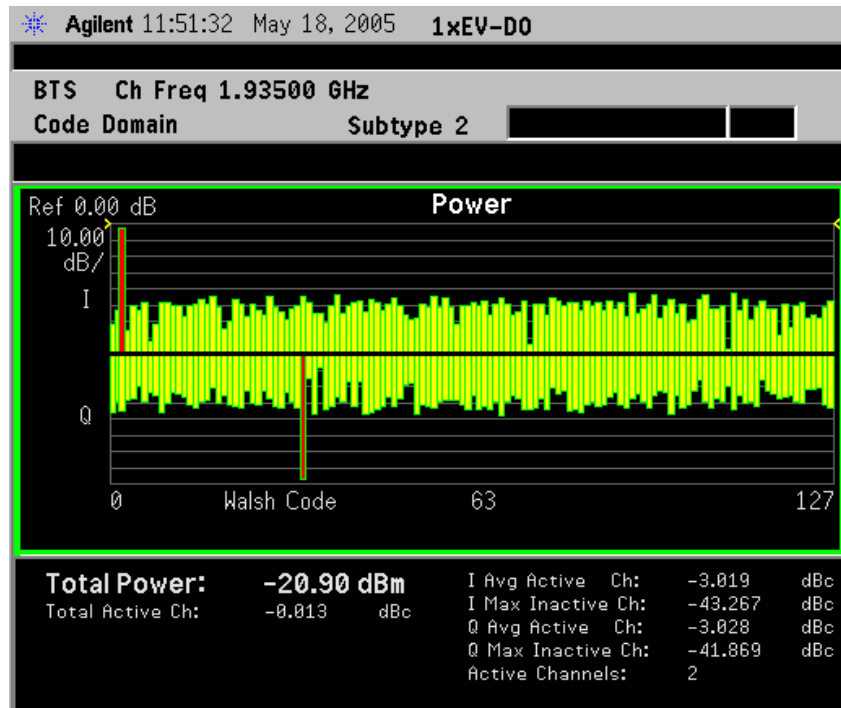 Agilent 11:51:32 May 18, 2005 1xEV-DO
BTS Ch Freq 1.93500 GHz
Code Domain Subtype 2
Ref 0.00 dB Power
10.00
dB/
I
Q
0 Walsh Code 63 127
Total Power: -20.90 dBm
Total Active Ch: -0.013 dBc
I Avg Active Ch: -3.019 dBc
I Max Inactive Ch: -43.267 dBc
Q Avg Active Ch: -3.028 dBc
Q Max Inactive Ch: -41.869 dBc
Active Channels: 2